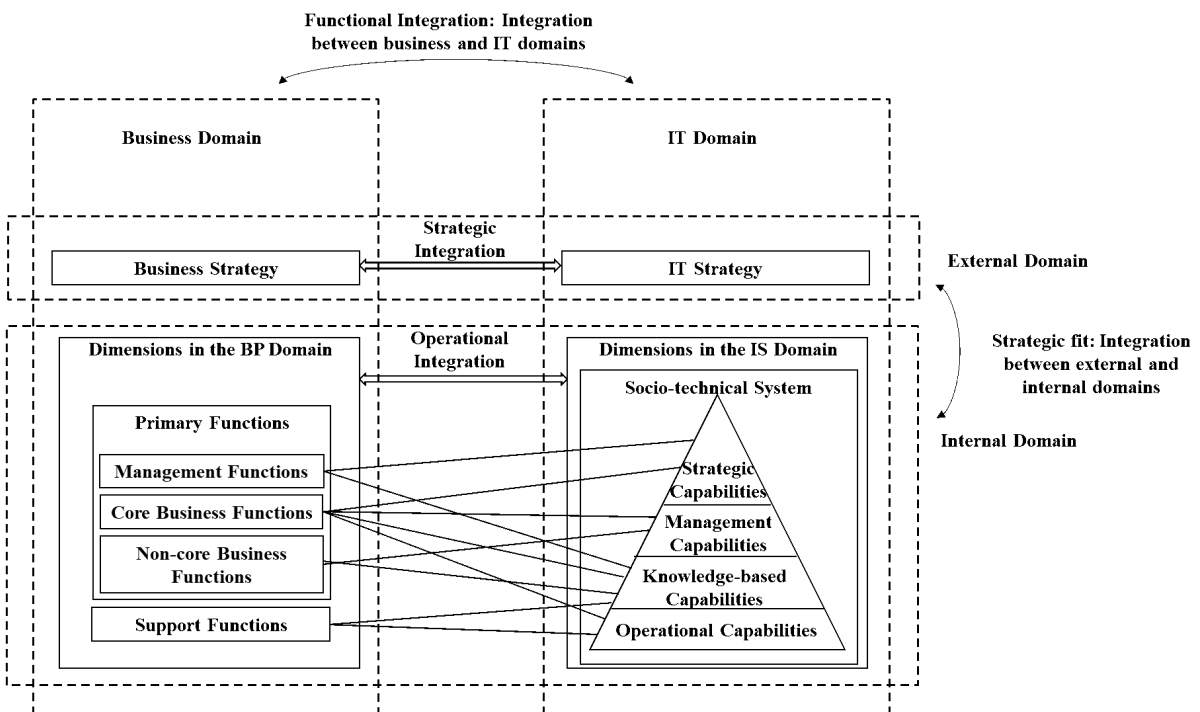 Functional Integration: Integration
between business and IT domains
Business Domain
IT Domain
Strategic
Integration
Business Strategy
IT Strategy
External Domain
Operational
Integration
Dimensions in the BP Domain
Dimensions in the IS Domain
Strategic fit: Integration
between external and
internal domains
Socio-technical System
Primary Functions
Internal Domain
Management Functions
Core Business Functions
Non-core Business
Functions
Support Functions
Strategic
Capabilities
Management
Capabilities
Knowledge-based
Capabilities
Operational Capabilities